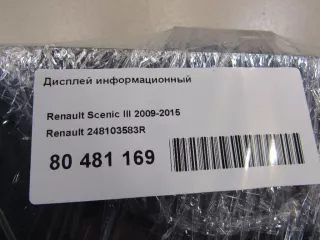 Дисплей информационный
Renault Scenic III 2009-2015
Renault 248103583R
80 481 169